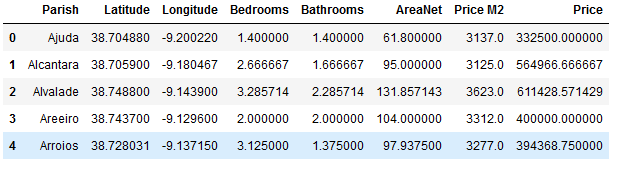 Parish Latitude Longitude Bedrooms Bathrooms AreaNet Price M2 Price
0 Ajuda 38.704880 -9.200220 1.400000 1.400000 61.800000 3137.0 332500.000000
1 Alcantara 38.705900 -9.180467 2.666667 1.666667 95.000000 3125.0 564966.666667
2 Alvalade 38.748800 -9.143900 3.285714 2.285714 131.857143 3623.0 611428.571429
3 Areeiro 38.743700 -9.129600 2.000000 2.000000 104.000000 3312.0 400000.000000
4 Arroios 38.728031 -9.137150 3.125000 1.375000 97.937500 3277.0 394368.750000